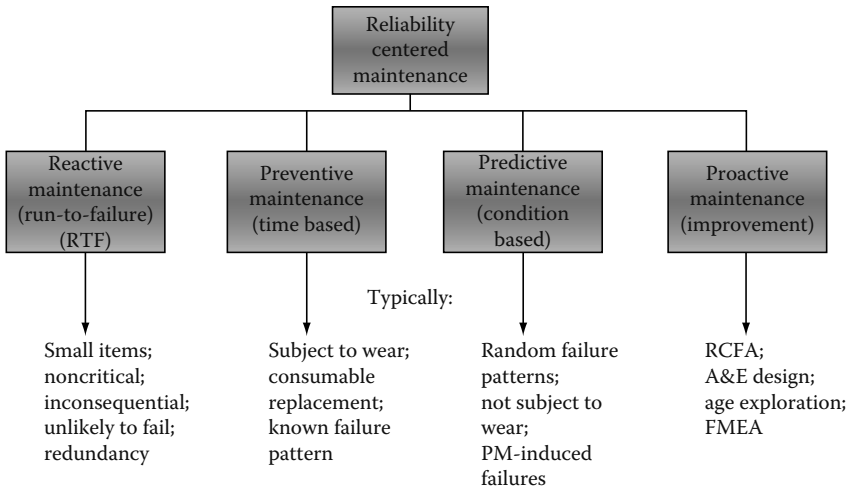 Reliability
centered
maintenance
Reactive
maintenance
(run-to-failure)
(RTF)
Preventive
maintenance
(time based)
Predictive
maintenance
(condition
based)
Proactive
maintenance
(improvement)
Typically:
Small items;
noncritical;
inconsequential;
unlikely to fail;
redundancy
Subject to wear;
consumable
replacement;
known failure
pattern
Random failure
patterns;
not subject to
wear;
PM-induced
failures
RCFA;
A&E design;
age exploration;
FMEA